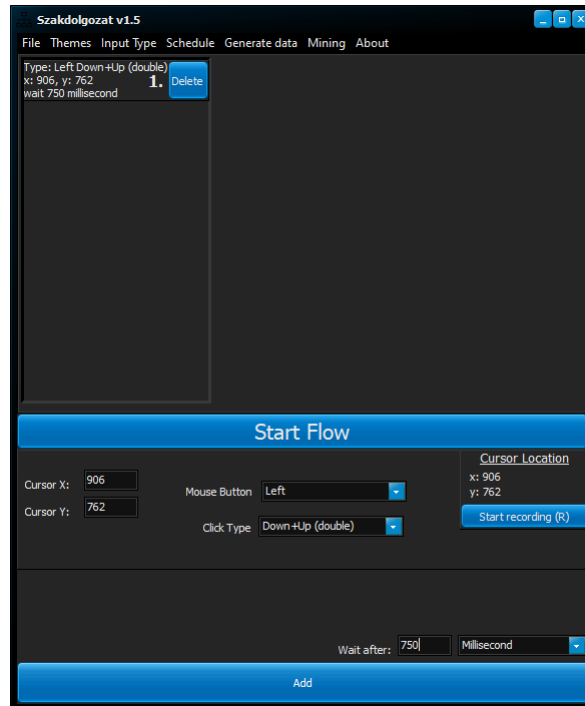 Szakdolgozat v1.5
File Themes Input Type Schedule Generate data Mining About
Type: Left Down+Up (double)
x: 906, y: 762
wait 750 millisecond
1.
Delete
Start Flow
Cursor X: 906
Cursor Y: 762
Mouse Button Left
Click Type Down+Up (double)
Cursor Location
x: 906
y: 762
Start recording (R)
Wait after: 750 Millisecond
Add